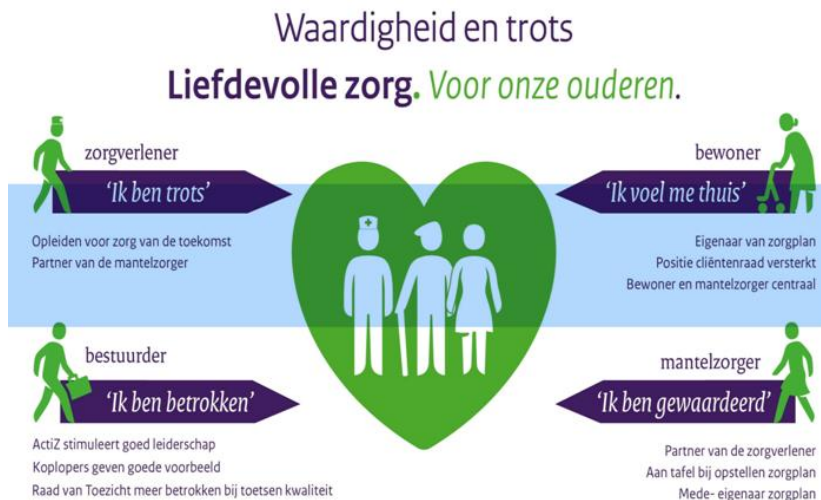 Waardigheid en trots
Liefdevolle zorg. Voor onze ouderen.
zorgverlener
'Ik ben trots'
Opleiden voor zorg van de toekomst
Partner van de mantelzorger
bewoner
'Ik voel me thuis'
Eigenaar van zorgplan
Positie cliëntenraad versterkt
Bewoner en mantelzorger centraal
bestuurder
'Ik ben betrokken'
ActiZ stimuleert goed leiderschap
Koplopers geven goede voorbeeld
Raad van Toezicht meer betrokken bij toetsen kwaliteit
mantelzorger
'Ik ben gewaardeerd'
Partner van de zorgverlener
Aan tafel bij opstellen zorgplan
Mede- eigenaar zorgplan